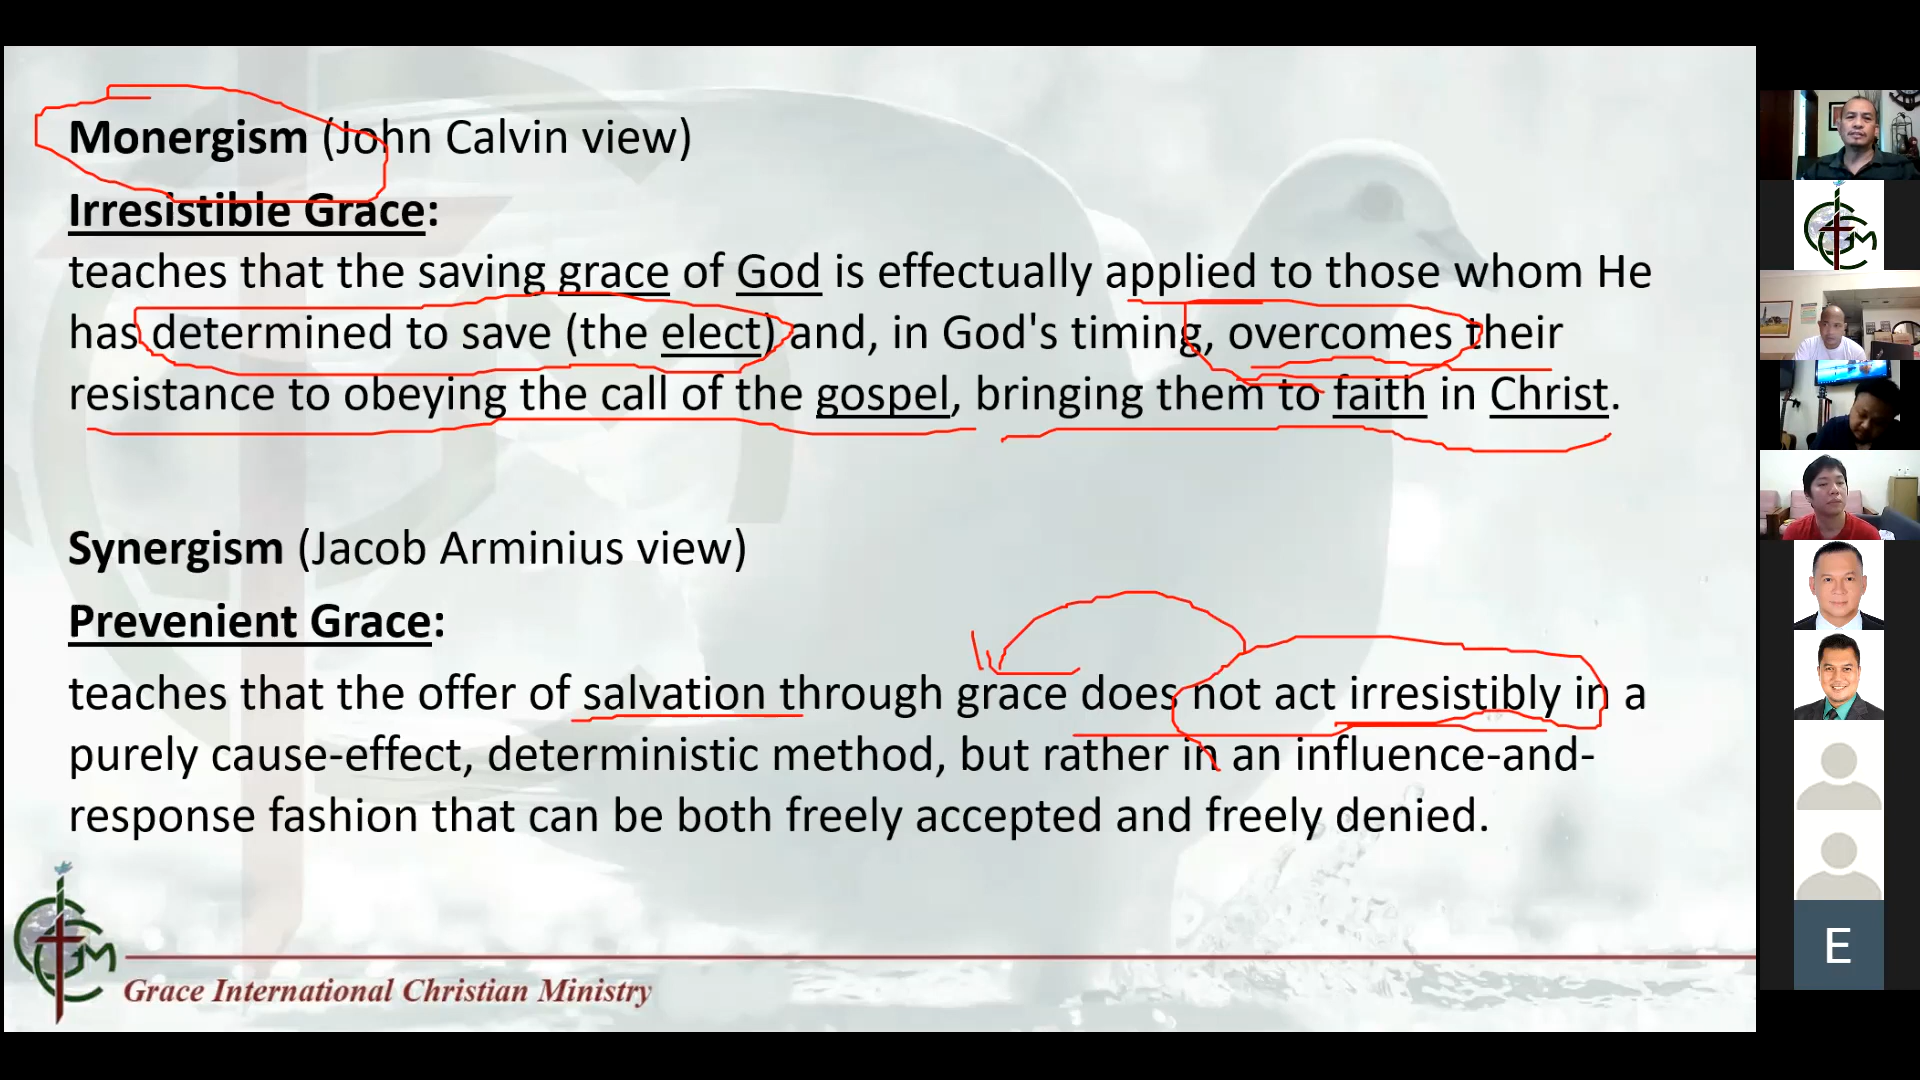 Monergism (John Calvin view)
Irresistible Grace:
teaches that the saving grace of God is effectually applied to those whom He
has determined to save (the elect) and, in God's timing, overcomes their
resistance to obeying the call of the gospel, bringing them to faith in Christ.
Synergism (Jacob Arminius view)
Prevenient Grace:
teaches that the offer of salvation through grace does not act irresistibly in a
purely cause-effect, deterministic method, but rather in an influence-and-
response fashion that can be both freely accepted and freely denied.
GCM
Grace International Christian Ministry
E